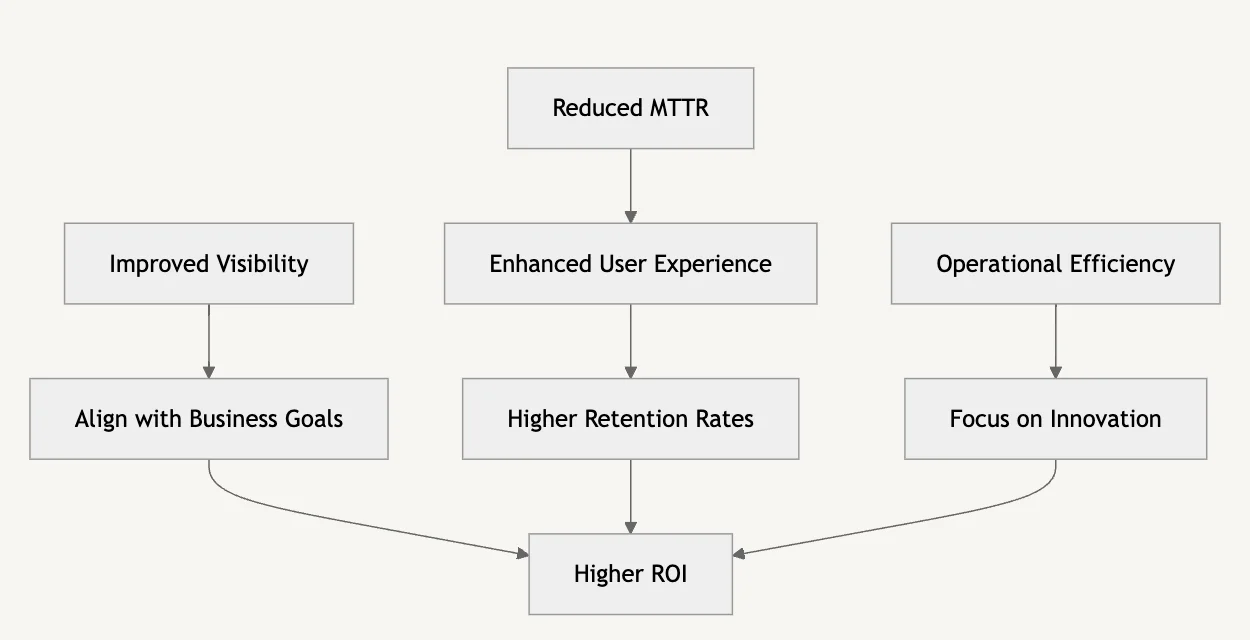 Reduced MTTR
Improved Visibility
Enhanced User Experience
Operational Efficiency
Align with Business Goals
Higher Retention Rates
Focus on Innovation
Higher ROI